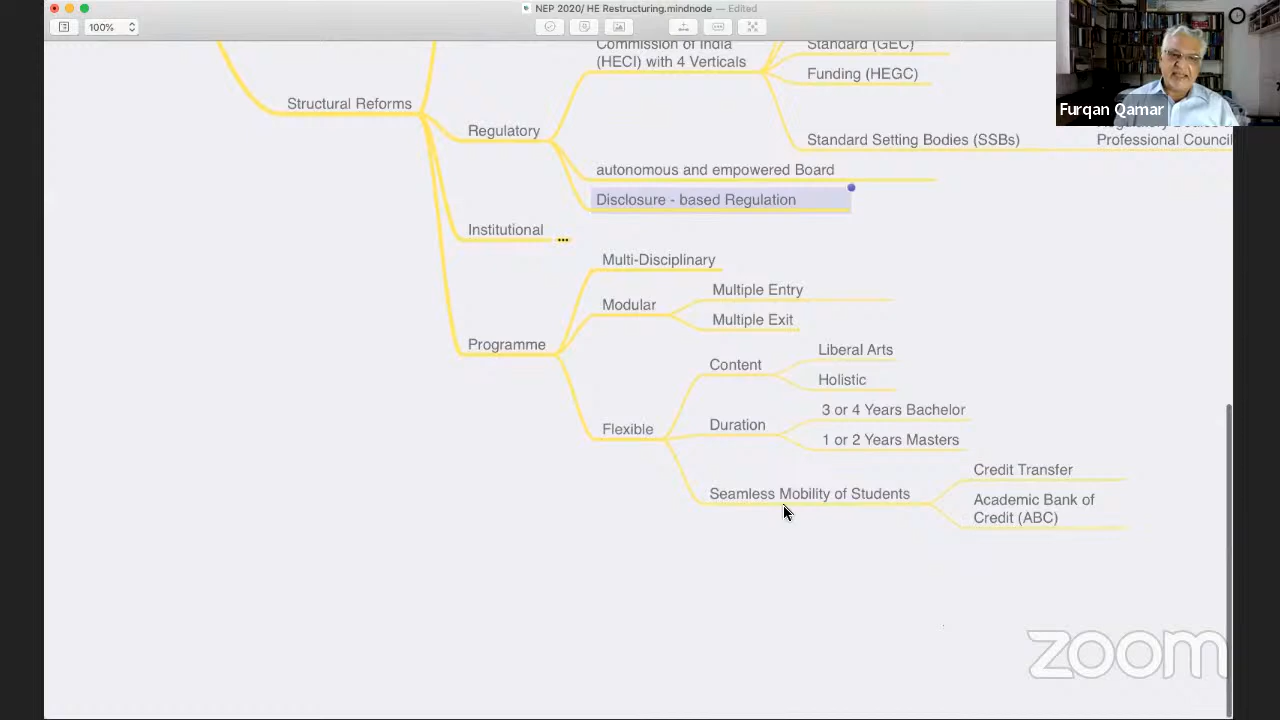 NEP 2020/ HE Restructuring.mindnode — Edited
100%
Commission of India
(HECI) with 4 Verticals
Standard (GEC)
Funding (HEGC)
Furqan Qamar
Structural Reforms
Regulatory
Standard Setting Bodies (SSBs)
Professional Council
autonomous and empowered Board
Disclosure - based Regulation
Institutional
Multi-Disciplinary
Modular
Multiple Entry
Multiple Exit
Programme
Content
Liberal Arts
Holistic
Flexible
Duration
3 or 4 Years Bachelor
1 or 2 Years Masters
Seamless Mobility of Students
Credit Transfer
Academic Bank of
Credit (ABC)
zoom